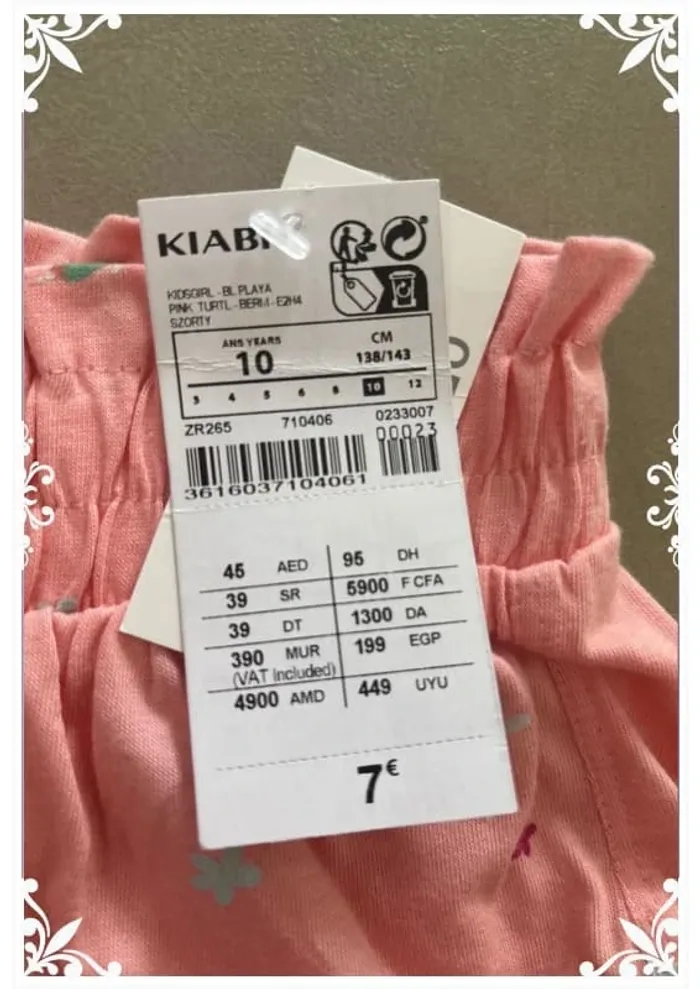 KIABI
KIDSGIRL - BL PLAYA
PINK TURTL - BERM - E2H4
SZORTY
ANS YEARS CM
10 138/143
3 4 5 6 8 10 12
ZR265 710406 0233007
00023
3616037104061
45 AED 95 DH
39 SR 5900 F CFA
39 DT 1300 DA
390 MUR 199 EGP
(VAT Included)
4900 AMD 449 UYU
7€